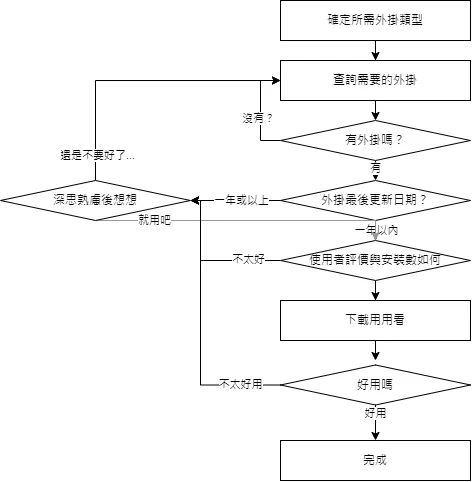 確定所需外掛類型
查詢需要的外掛
沒有？
有外掛嗎？
還是不要好了...
有
深思熟慮後想想
一年或以上
外掛最後更新日期？
就用吧
一年以內
不太好
使用者評價與安裝數如何
下載用用看
不太好用
好用嗎
好用
完成